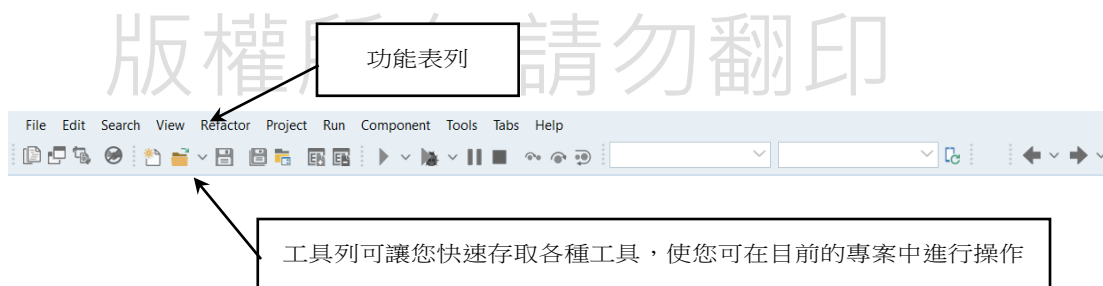 版權所有 請勿翻印
功能表列
File Edit Search View Refactor Project Run Component Tools Tabs Help
工具列可讓您快速存取各種工具，使您可在目前的專案中進行操作